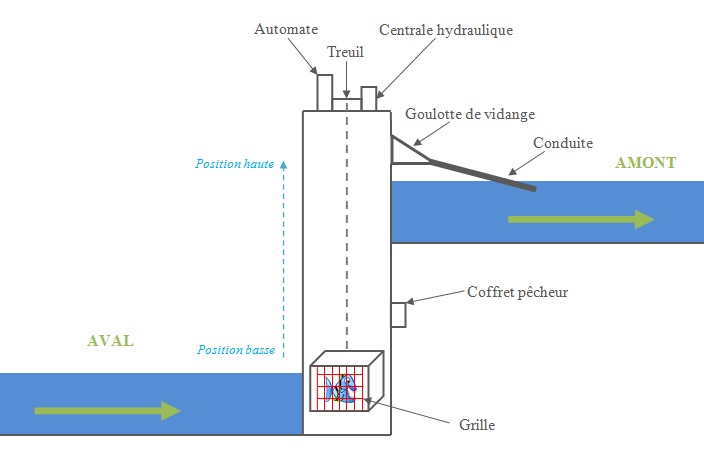 Automate
Centrale hydraulique
Treuil
Goulotte de vidange
Conduite
Position haute
AMONT
Coffret pêcheur
AVAL
Position basse
Grille